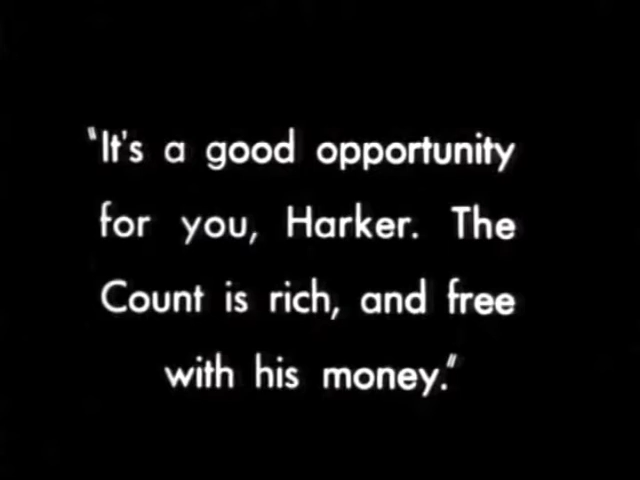 "It's a good opportunity
for you, Harker. The
Count is rich, and free
with his money."